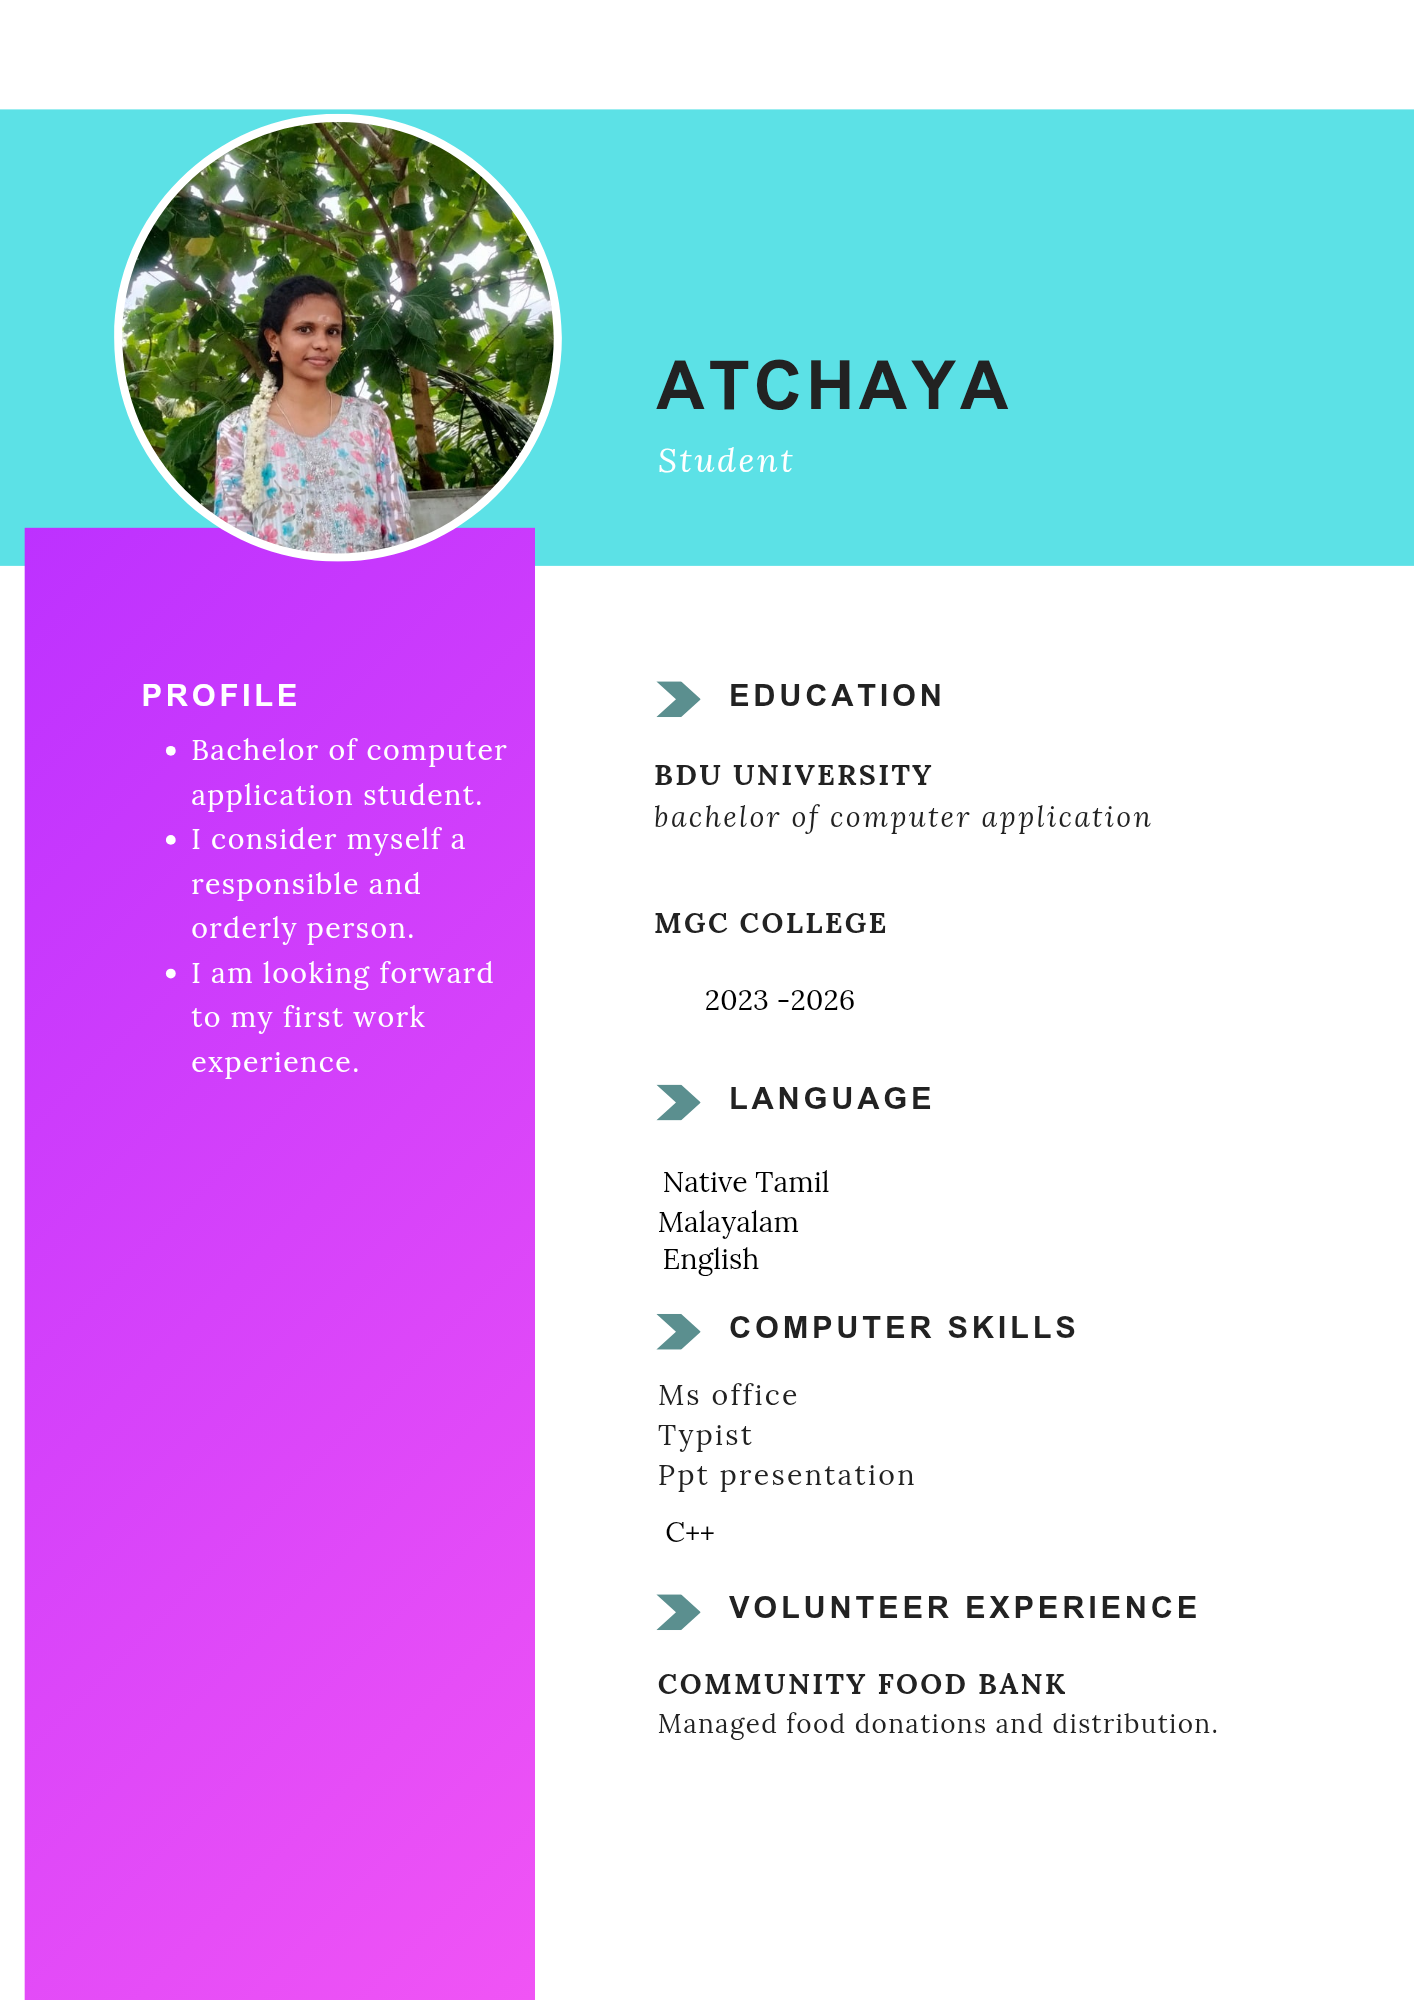 ATCHAYA
Student
PROFILE
• Bachelor of computer
application student.
• I consider myself a
responsible and
orderly person.
• I am looking forward
to my first work
experience.
EDUCATION
BDU UNIVERSITY
bachelor of computer application
MGC COLLEGE
2023 -2026
LANGUAGE
Native Tamil
Malayalam
English
COMPUTER SKILLS
Ms office
Typist
Ppt presentation
C++
VOLUNTEER EXPERIENCE
COMMUNITY FOOD BANK
Managed food donations and distribution.